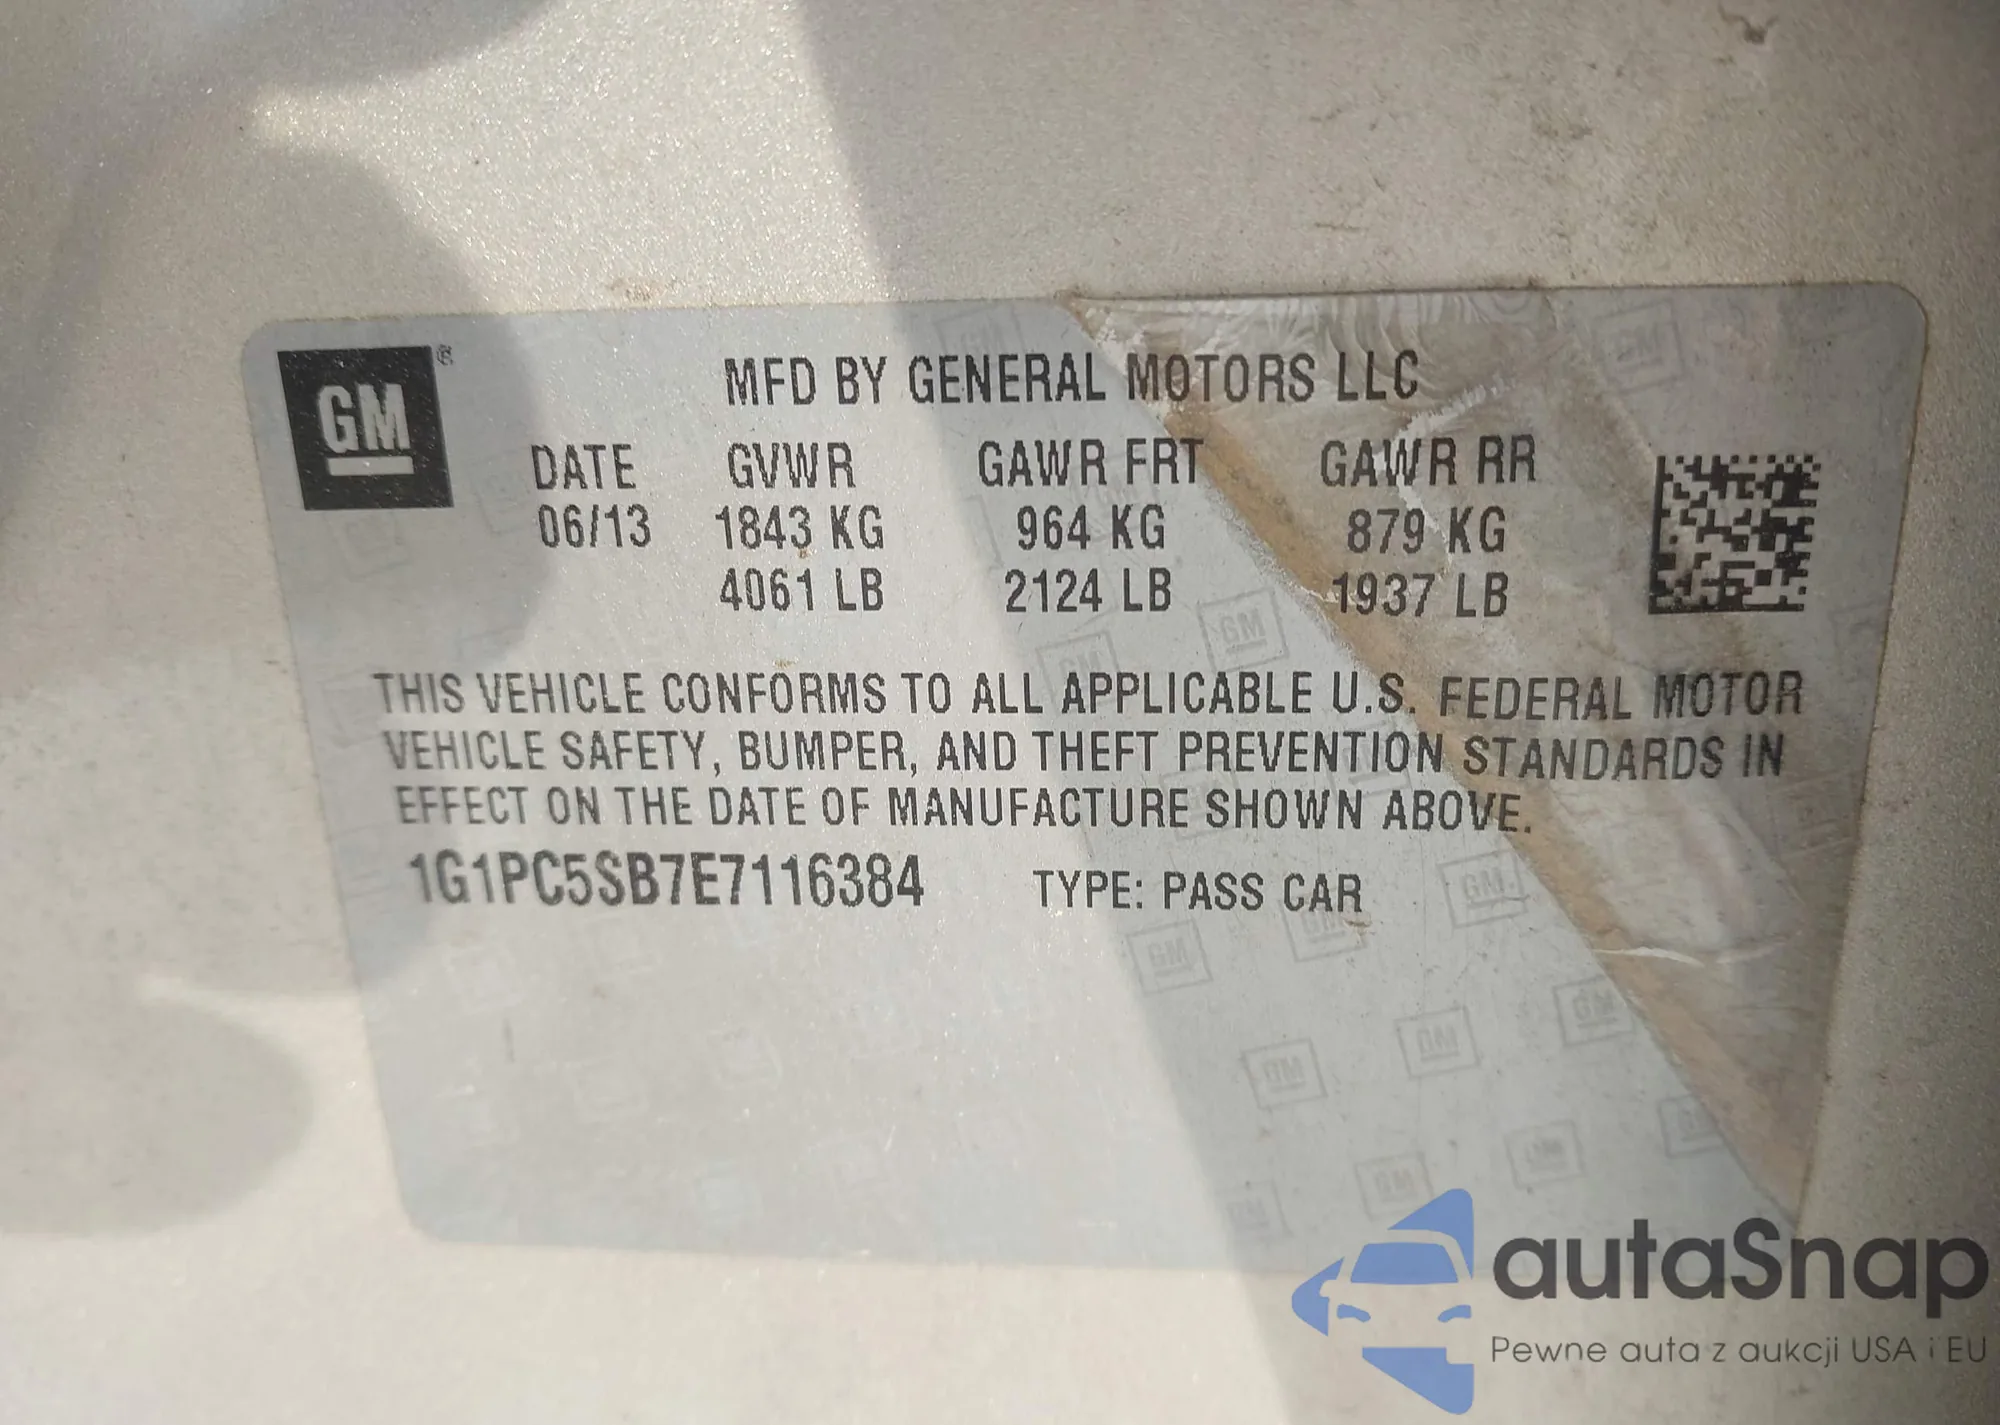 GM ®
MFD BY GENERAL MOTORS LLC
DATE GVWR GAWR FRT GAWR RR
06/13 1843 KG 964 KG 879 KG
4061 LB 2124 LB 1937 LB
THIS VEHICLE CONFORMS TO ALL APPLICABLE U.S. FEDERAL MOTOR
VEHICLE SAFETY, BUMPER, AND THEFT PREVENTION STANDARDS IN
EFFECT ON THE DATE OF MANUFACTURE SHOWN ABOVE.
1G1PC5SB7E7116384 TYPE: PASS CAR
autaSnap
Pewne auta z aukcji USA i EU